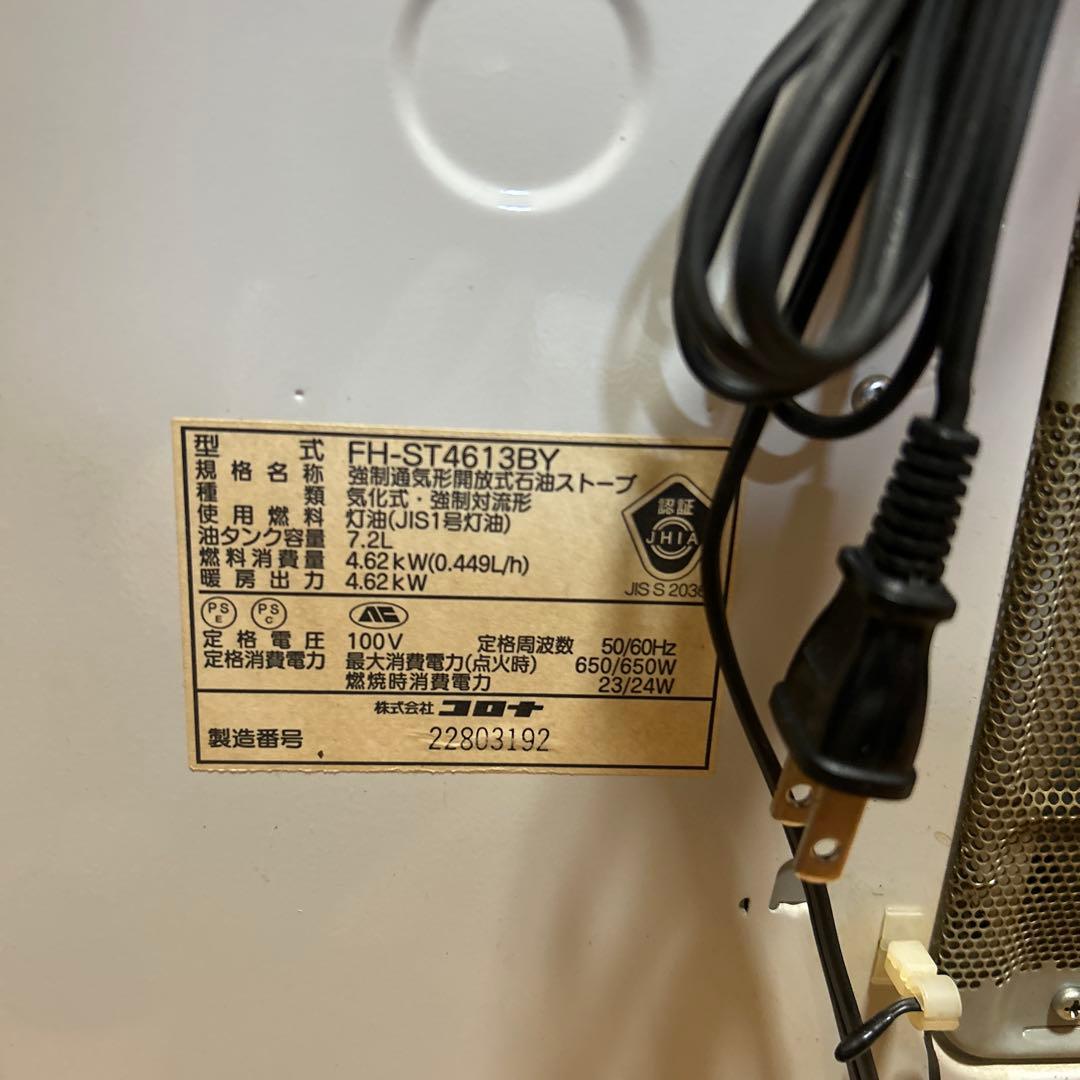 型式 FH-ST4613BY
規格名称 強制通気形開放式石油ストーブ
種類 気化式・強制対流形
使用燃料 灯油(JIS1号灯油)
油タンク容量 7.2L
燃料消費量 4.62kW(0.449L/h)
暖房出力 4.62kW
認証
JHIA
JIS S 2036
PS E PS C
定格電圧 100V 定格周波数 50/60Hz
定格消費電力 最大消費電力(点火時) 650/650W
燃焼時消費電力 23/24W
株式会社 コロナ
製造番号 22803192